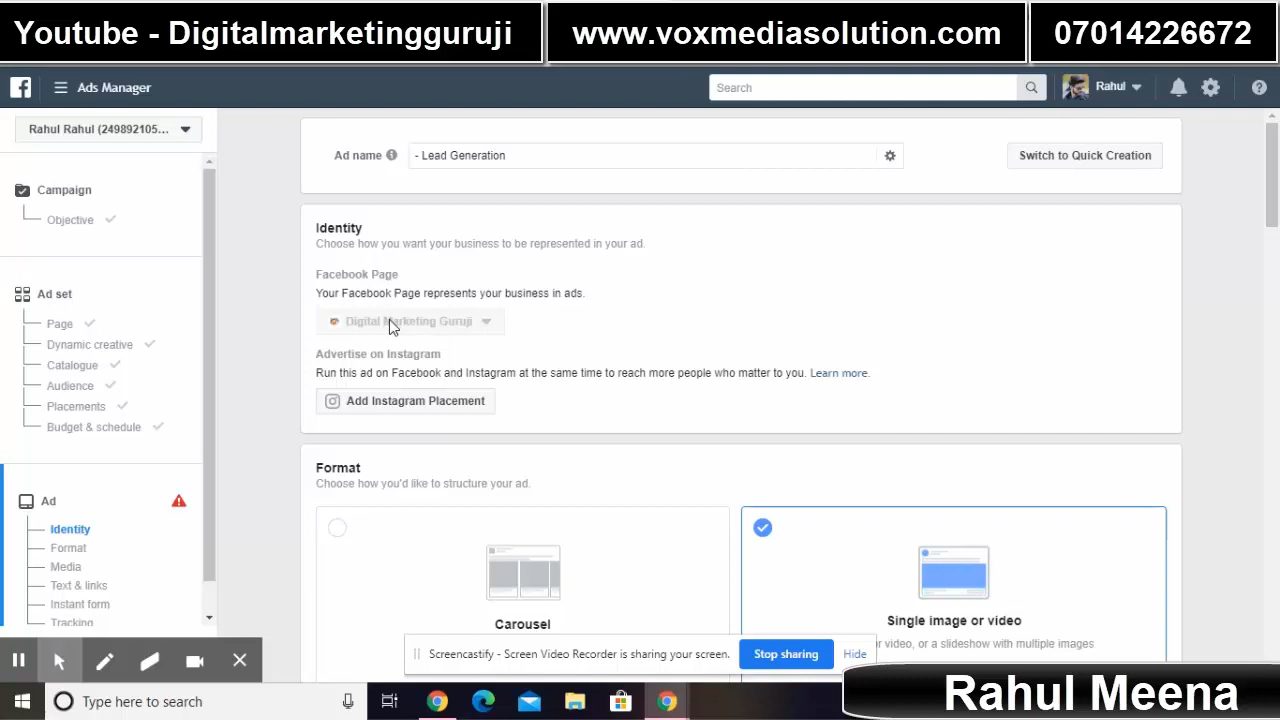 Youtube - Digitalmarketingguruji
www.voxmediasolution.com
07014226672
Ads Manager
Search
Rahul
Rahul Rahul (249892105...
Campaign
Objective
Ad set
Page
Dynamic creative
Catalogue
Audience
Placements
Budget & schedule
Ad
Identity
Format
Media
Text & links
Instant form
Tracking
Ad name
- Lead Generation
Switch to Quick Creation
Identity
Choose how you want your business to be represented in your ad.
Facebook Page
Your Facebook Page represents your business in ads.
Digital Marketing Guruji
Advertise on Instagram
Run this ad on Facebook and Instagram at the same time to reach more people who matter to you. Learn more.
Add Instagram Placement
Format
Choose how you'd like to structure your ad.
Carousel
Single image or video
or video, or a slideshow with multiple images
Screencastify - Screen Video Recorder is sharing your screen.
Stop sharing
Hide
Type here to search
Rahul Meena